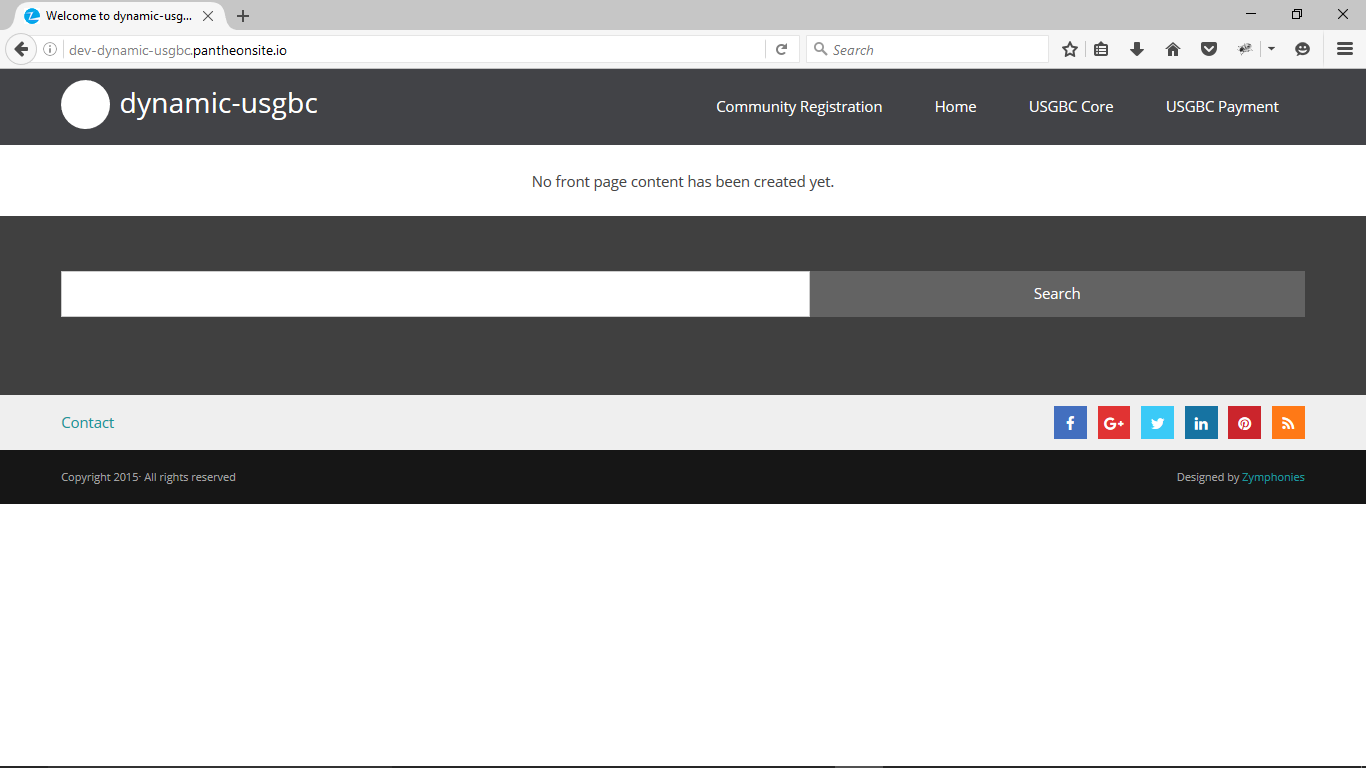 Welcome to dynamic-usg...
dev-dynamic-usgbc.pantheonsite.io
Search
dynamic-usgbc
Community Registration
Home
USGBC Core
USGBC Payment
No front page content has been created yet.
Search
Contact
Copyright 2015· All rights reserved
Designed by Zymphonies